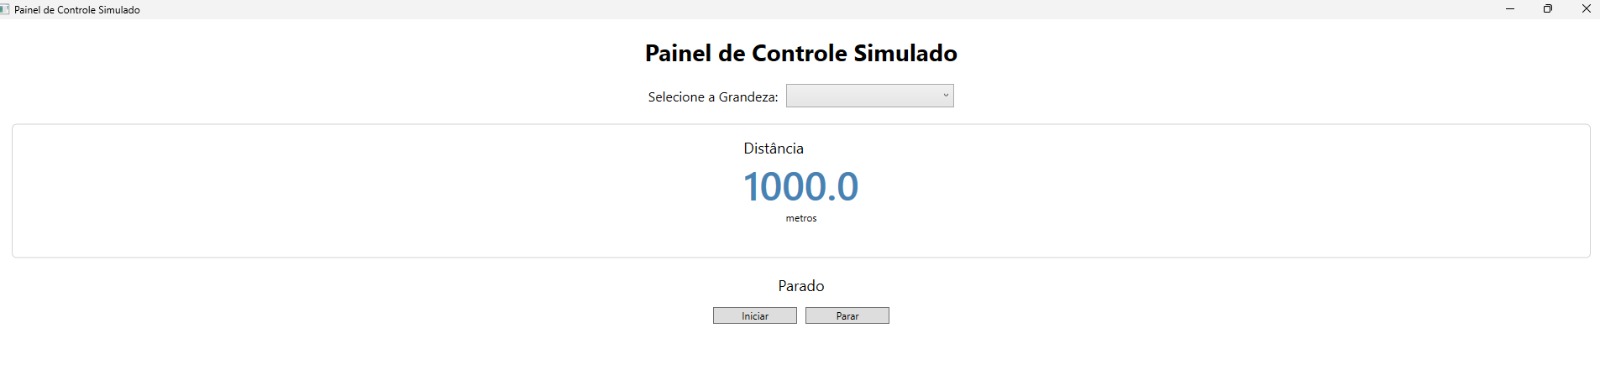 Painel de Controle Simulado
Painel de Controle Simulado
Selecione a Grandeza:
Distância
1000.0
metros
Parado
Iniciar Parar